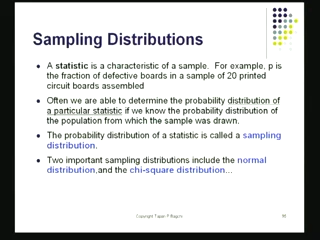 Sampling Distributions
A statistic is a characteristic of a sample. For example, p is
the fraction of defective boards in a sample of 20 printed
circuit boards assembled
Often we are able to determine the probability distribution of
a particular statistic if we know the probability distribution of
the population from which the sample was drawn.
The probability distribution of a statistic is called a sampling
distribution.
Two important sampling distributions include the normal
distribution,and the chi-square distribution...
Copyright Tapan P Bagchi